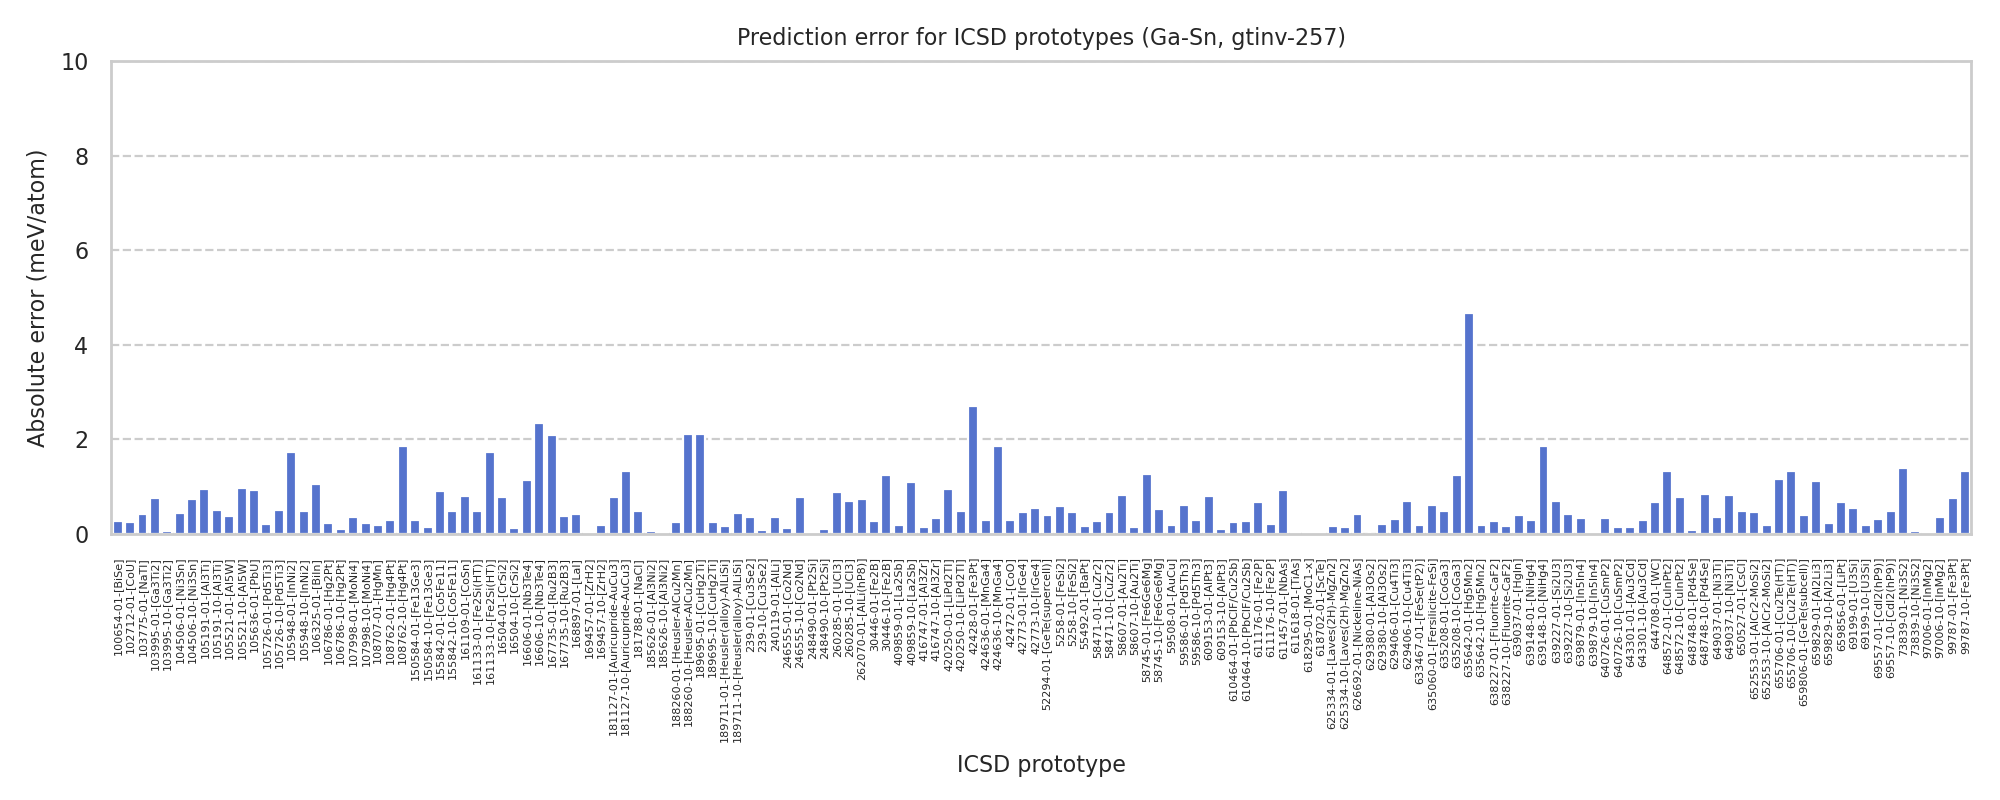 Prediction error for ICSD prototypes (Ga-Sn, gtinv-257)
Absolute error (meV/atom)
10
8
6
4
2
0
100654-01-[BiSe]
102712-01-[CoU]
103775-01-[NaTl]
103995-01-[Ga3Ti2]
103995-10-[Ga3Ti2]
104506-01-[Ni3Sn]
104506-10-[Ni3Sn]
105191-01-[Al3Ti]
105191-10-[Al3Ti]
105521-01-[Al5W]
105521-10-[Al5W]
105636-01-[PbU]
105726-01-[Pd5Ti3]
105726-10-[Pd5Ti3]
105948-01-[InNi2]
105948-10-[InNi2]
106325-01-[BiIn]
106786-01-[Hg2Pt]
106786-10-[Hg2Pt]
107998-01-[MoNi4]
107998-10-[MoNi4]
108707-01-[HgMn]
108762-01-[Hg4Pt]
108762-10-[Hg4Pt]
150584-01-[Fe13Ge3]
150584-10-[Fe13Ge3]
155842-01-[Co5Fe11]
155842-10-[Co5Fe11]
161109-01-[CoSn]
161133-01-[Fe2Si(HT)]
161133-10-[Fe2Si(HT)]
16504-01-[CrSi2]
16504-10-[CrSi2]
16606-01-[Nb3Te4]
16606-10-[Nb3Te4]
167735-01-[Ru2B3]
167735-10-[Ru2B3]
168897-01-[LaI]
169457-01-[ZrH2]
169457-10-[ZrH2]
181127-01-[Auricupride-AuCu3]
181127-10-[Auricupride-AuCu3]
181788-01-[NaCl]
185626-01-[Al3Ni2]
185626-10-[Al3Ni2]
188260-01-[Heusler-AlCu2Mn]
188260-10-[Heusler-AlCu2Mn]
189695-01-[CuHg2Ti]
189695-10-[CuHg2Ti]
189711-01-[Heusler(alloy)-AlLiSi]
189711-10-[Heusler(alloy)-AlLiSi]
239-01-[Cu3Se2]
239-10-[Cu3Se2]
240119-01-[AlLi]
246555-01-[Co2Nd]
246555-10-[Co2Nd]
248490-01-[Pt2Si]
248490-10-[Pt2Si]
260285-01-[UCl3]
260285-10-[UCl3]
262070-01-[AlLi(hP8)]
30446-01-[Fe2B]
30446-10-[Fe2B]
409859-01-[La2Sb]
409859-10-[La2Sb]
416747-01-[Al3Zr]
416747-10-[Al3Zr]
420250-01-[LiPd2Tl]
420250-10-[LiPd2Tl]
42428-01-[Fe3Pt]
424636-01-[MnGa4]
424636-10-[MnGa4]
42472-01-[CoO]
42773-01-[IrGe4]
42773-10-[IrGe4]
52294-01-[GeTe(supercell)]
5258-01-[FeSi2]
5258-10-[FeSi2]
55492-01-[BaPt]
58471-01-[CuZr2]
58471-10-[CuZr2]
58607-01-[Au2Ti]
58607-10-[Au2Ti]
58745-01-[Fe6Ge6Mg]
58745-10-[Fe6Ge6Mg]
59508-01-[AuCu]
59586-01-[Pd5Th3]
59586-10-[Pd5Th3]
609153-01-[AlPt3]
609153-10-[AlPt3]
610464-01-[PbClF/Cu2Sb]
610464-10-[PbClF/Cu2Sb]
611176-01-[Fe2P]
611176-10-[Fe2P]
611457-01-[NbAs]
611618-01-[TiAs]
618295-01-[MoC1-x]
618702-01-[ScTe]
625334-01-[Laves(2H)-MgZn2]
625334-10-[Laves(2H)-MgZn2]
626692-01-[Nickeline-NiAs]
629380-01-[Al3Os2]
629380-10-[Al3Os2]
629406-01-[Cu4Ti3]
629406-10-[Cu4Ti3]
633467-01-[FeSe(tP2)]
635060-01-[Fersilicite-FeSi]
635208-01-[CoGa3]
635208-10-[CoGa3]
635642-01-[Hg5Mn2]
635642-10-[Hg5Mn2]
638227-01-[Fluorite-CaF2]
638227-10-[Fluorite-CaF2]
639037-01-[HgIn]
639148-01-[NiHg4]
639148-10-[NiHg4]
639227-01-[Si2U3]
639227-10-[Si2U3]
639879-01-[In5In4]
639879-10-[In5In4]
640726-01-[CuSmP2]
640726-10-[CuSmP2]
643301-01-[Au3Cd]
643301-10-[Au3Cd]
644708-01-[WC]
648572-01-[CuInPt2]
648572-10-[CuInPt2]
648748-01-[Pd4Se]
648748-10-[Pd4Se]
649037-01-[Ni3Ti]
649037-10-[Ni3Ti]
650527-01-[CsCl]
652553-01-[AlCr2-MoSi2]
652553-10-[AlCr2-MoSi2]
655706-01-[Cu2Te(HT)]
655706-10-[Cu2Te(HT)]
659806-01-[GeTe(subcell)]
659829-01-[Al2Li3]
659829-10-[Al2Li3]
659856-01-[LiPt]
69199-01-[U3Si]
69199-10-[U3Si]
69557-01-[CdI2(hP9)]
69557-10-[CdI2(hP9)]
73839-01-[Ni3S2]
73839-10-[Ni3S2]
97006-01-[InMg2]
97006-10-[InMg2]
99787-01-[Fe3Pt]
99787-10-[Fe3Pt]
ICSD prototype